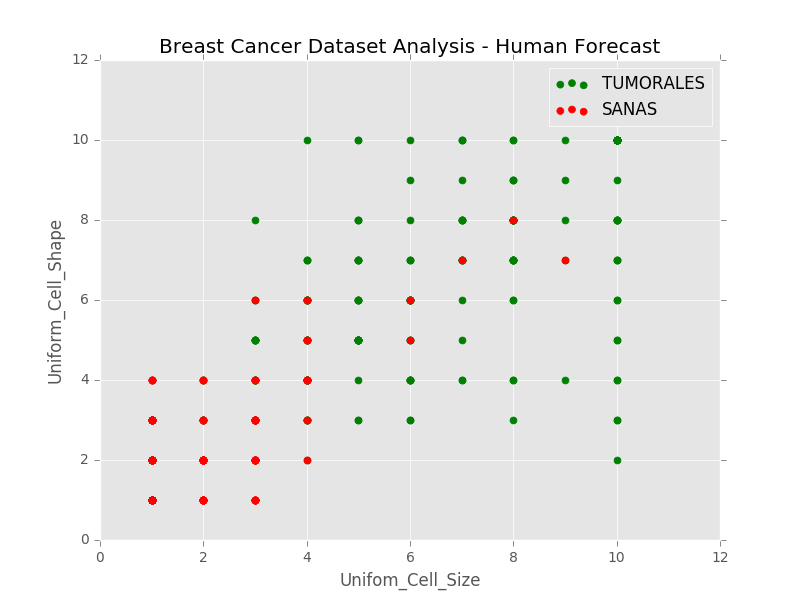 Breast Cancer Dataset Analysis - Human Forecast
12
TUMORALES
SANAS
10
8
6
4
2
0
Uniform_Cell_Shape
0 2 4 6 8 10 12
Unifom_Cell_Size